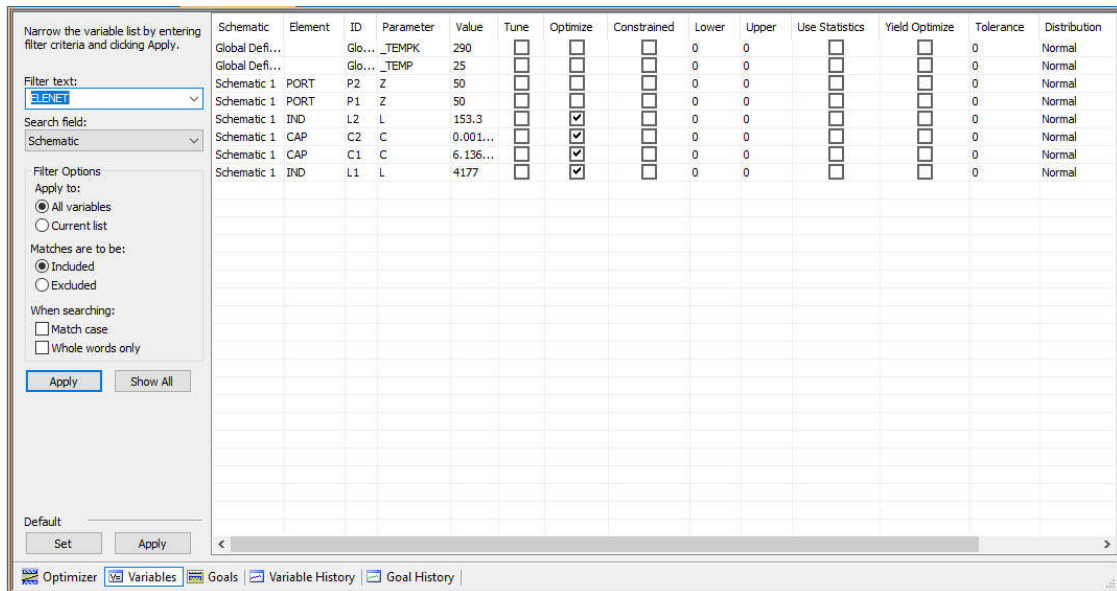 Narrow the variable list by entering
filter criteria and clicking Apply.
Filter text:
ELENET
Search field:
Schematic
Filter Options
Apply to:
All variables
Current list
Matches are to be:
Included
Excluded
When searching:
Match case
Whole words only
Apply Show All
Default
Set Apply
Schematic Element ID Parameter Value Tune Optimize Constrained Lower Upper Use Statistics Yield Optimize Tolerance Distribution
Global Defi... Glo... _TEMPK 290 0 0 0 Normal
Global Defi... Glo... _TEMP 25 0 0 0 Normal
Schematic 1 PORT P2 Z 50 0 0 0 Normal
Schematic 1 PORT P1 Z 50 0 0 0 Normal
Schematic 1 IND L2 L 153.3 0 0 0 Normal
Schematic 1 CAP C2 C 0.001... 0 0 0 Normal
Schematic 1 CAP C1 C 6.136... 0 0 0 Normal
Schematic 1 IND L1 L 4177 0 0 0 Normal
Optimizer Variables Goals Variable History Goal History